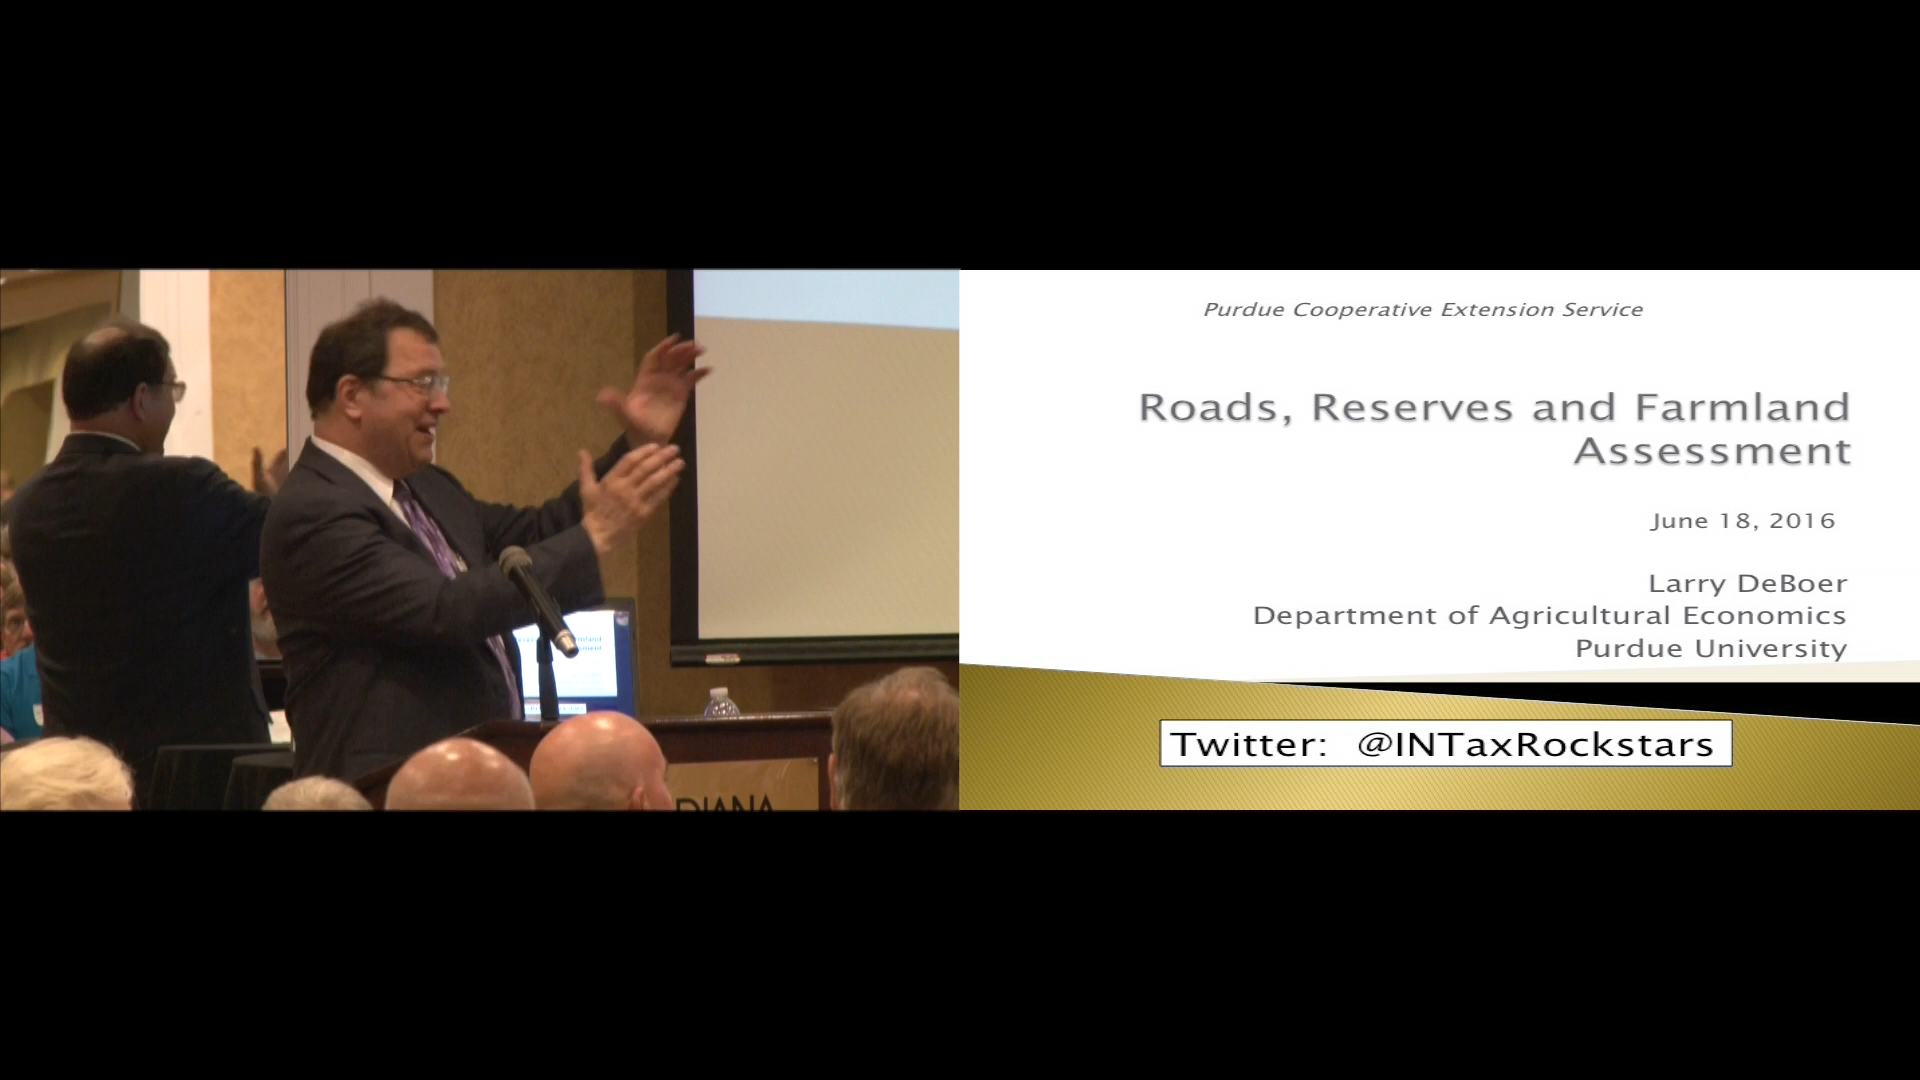 Purdue Cooperative Extension Service
Roads, Reserves and Farmland
Assessment
June 18, 2016
Larry DeBoer
Department of Agricultural Economics
Purdue University
Twitter: @INTaxRockstars
DIANA